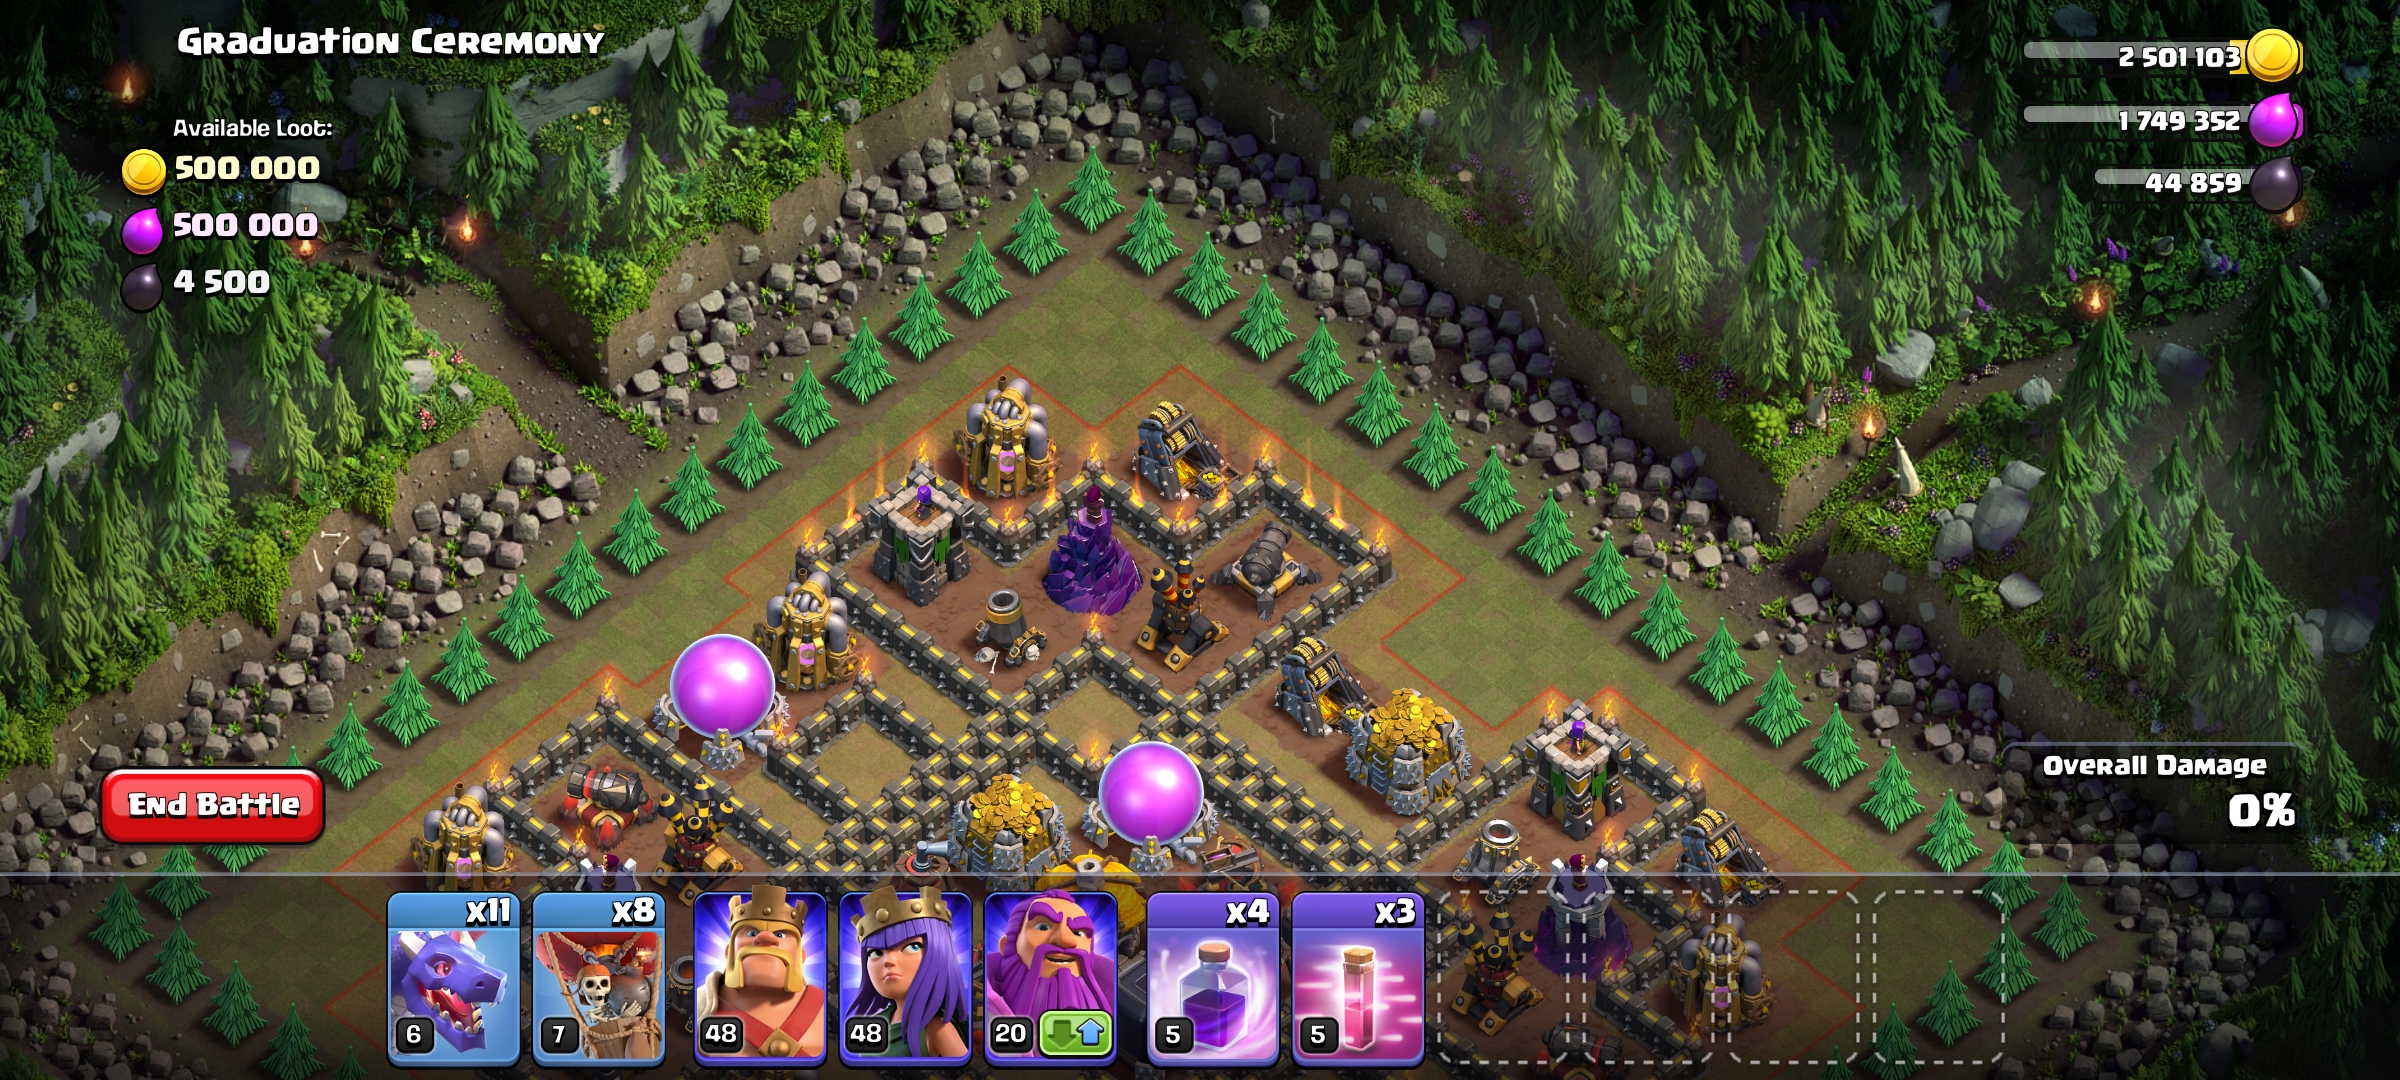 Graduation Ceremony
2 501 103
Available Loot:
1 749 352
500 000
44 859
500 000
4 500
Overall Damage
End Battle
0%
x11
x8
x4
x3
6
7
48
48
20
5
5